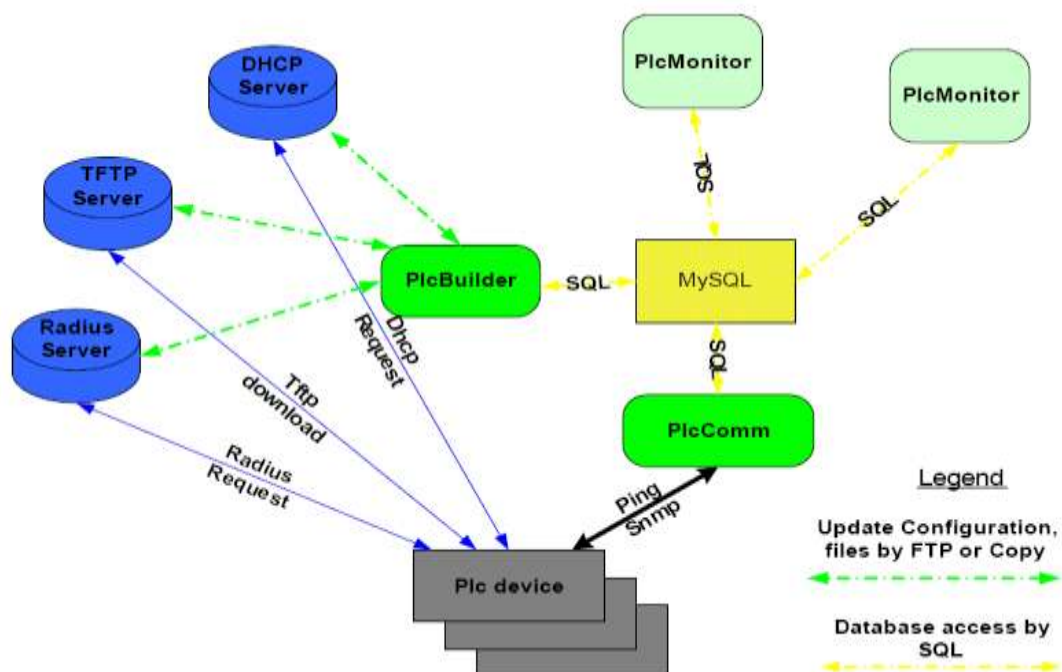 DHCP
Server
PlcMonitor
PlcMonitor
TFTP
Server
SQL
SQL
PlcBuilder
SQL
MySQL
Radius
Server
Dhcp
Request
SQL
Tftp
download
PlcComm
Radius
Request
Ping
Snmp
Legend
Update Configuration,
files by FTP or Copy
Plc device
Database access by
SQL